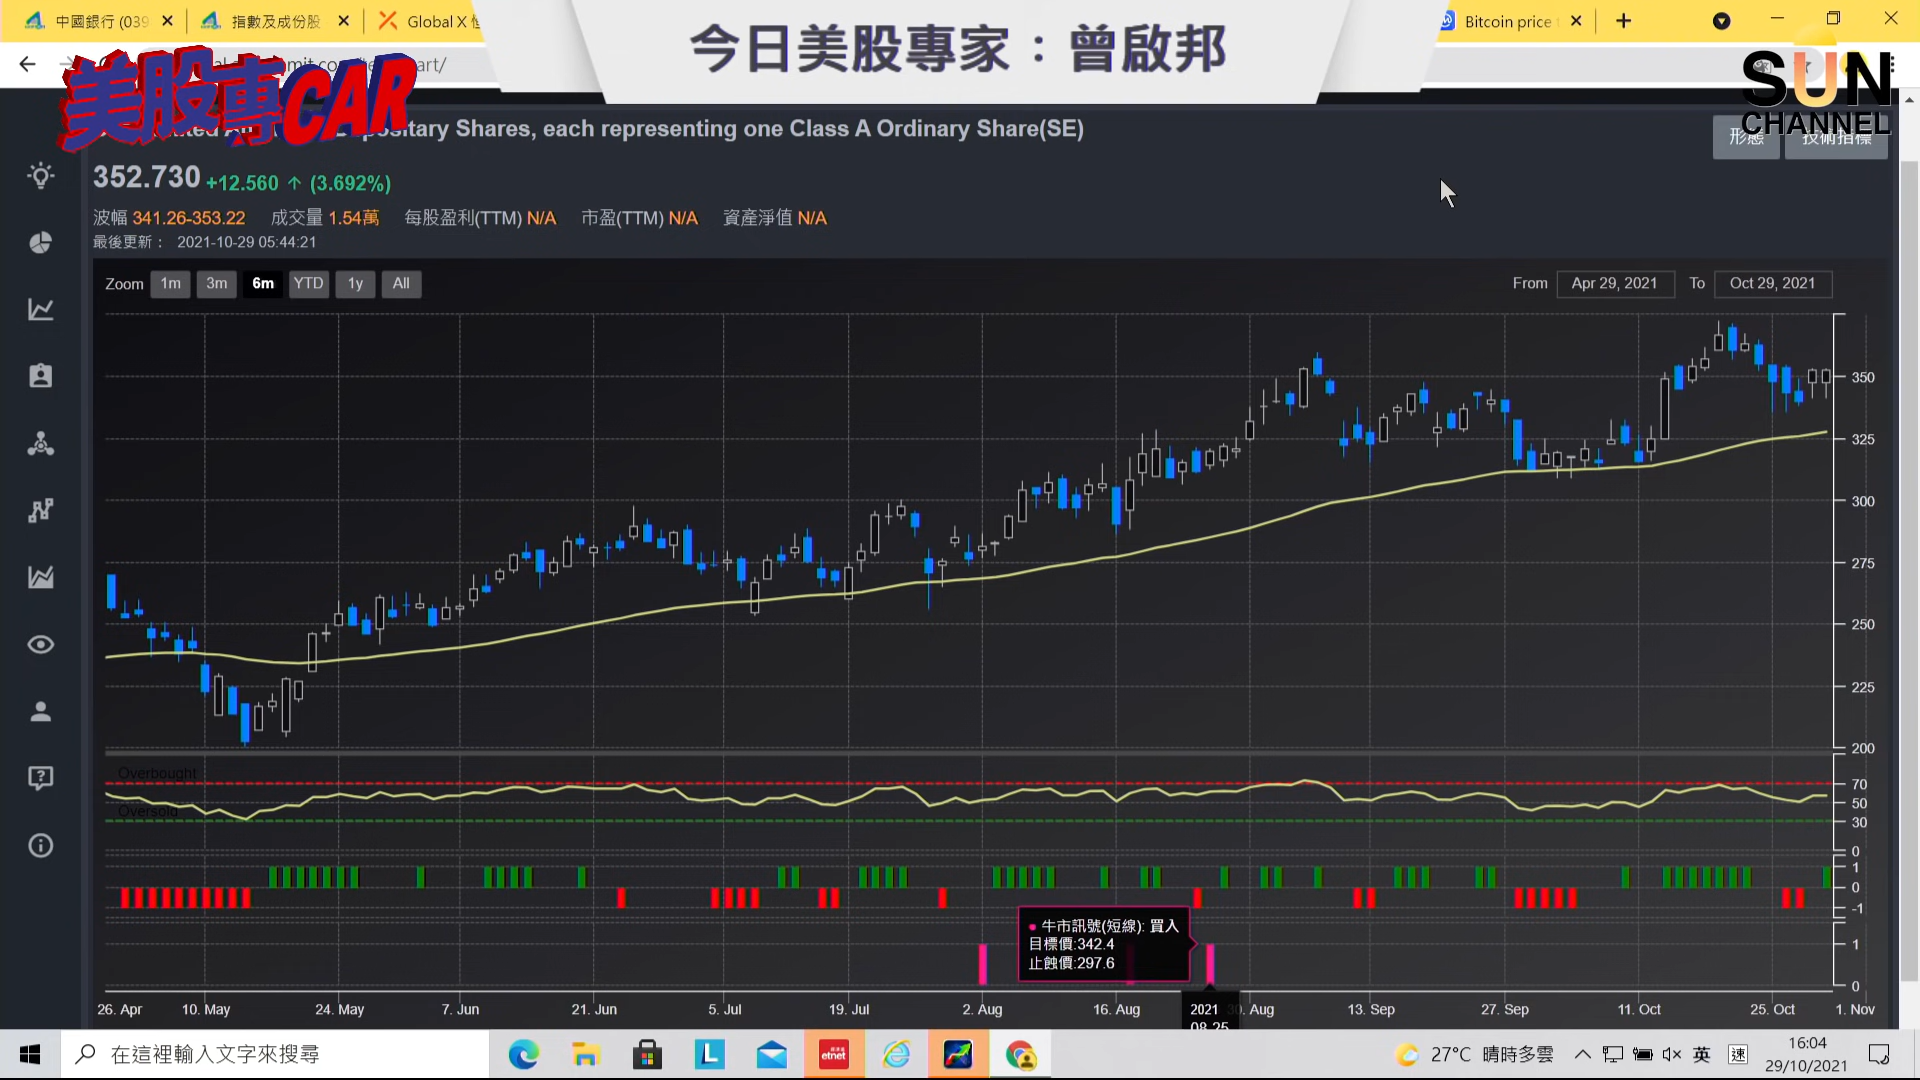 中國銀行 (039
指數及成份股
Global X 恒
今日美股專家：曾啟邦
Bitcoin price
美股專CAR
SUN
CHANNEL
art/
ositary Shares, each representing one Class A Ordinary Share(SE)
形態
技術指標
352.730 +12.560 ↑ (3.692%)
波幅 341.26-353.22 成交量 1.54萬 每股盈利(TTM) N/A 市盈(TTM) N/A 資產淨值 N/A
最後更新： 2021-10-29 05:44:21
Zoom 1m 3m 6m YTD 1y All
From Apr 29, 2021 To Oct 29, 2021
350
325
300
275
250
225
200
Overbought
70
50
Oversold
30
0
1
0
-1
牛市訊號(短線): 買入
目標價:342.4
止蝕價:297.6
1
0
26. Apr 10. May 24. May 7. Jun 21. Jun 5. Jul 19. Jul 2. Aug 16. Aug 30. Aug 13. Sep 27. Sep 11. Oct 25. Oct 1. Nov
2021
08.25
在這裡輸入文字來搜尋
etnet
27°C 晴時多雲
英
速
16:04
29/10/2021